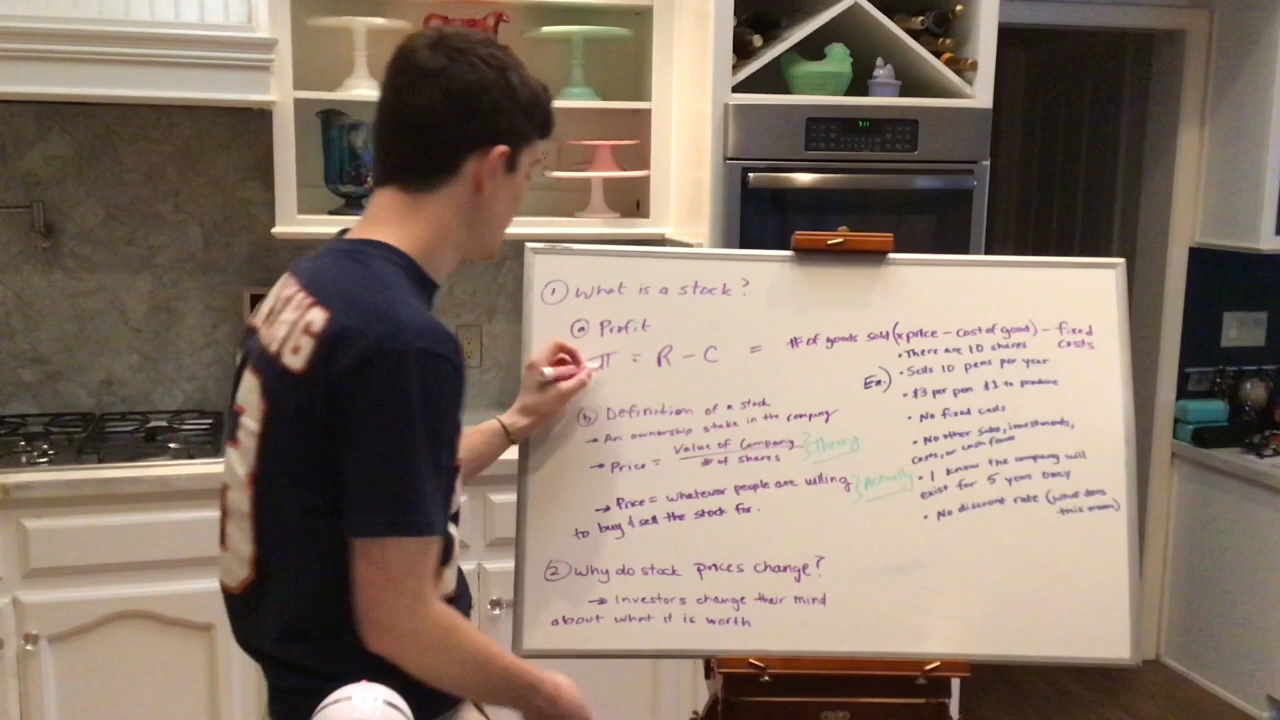 ① What is a stock?
ⓐ Profit
π = R - C = # of goods sold (x price - cost of good) - fixed costs
ⓑ Definition of a stock
→ An ownership stake in the company
→ Price = Value of Company / # of shares } Theory
→ Price = whatever people are willing } Actually
to buy & sell the stock for.
② Why do stock prices change?
→ Investors change their mind
about what it is worth
Ex.)
• There are 10 shares
• Sells 10 pens per year
• $3 per pen $1 to produce
• No fixed costs
• No other sales, investments,
costs, or cash flows
• I know the company will
exist for 5 years only
• No discount rate (what does
this mean)
7:11